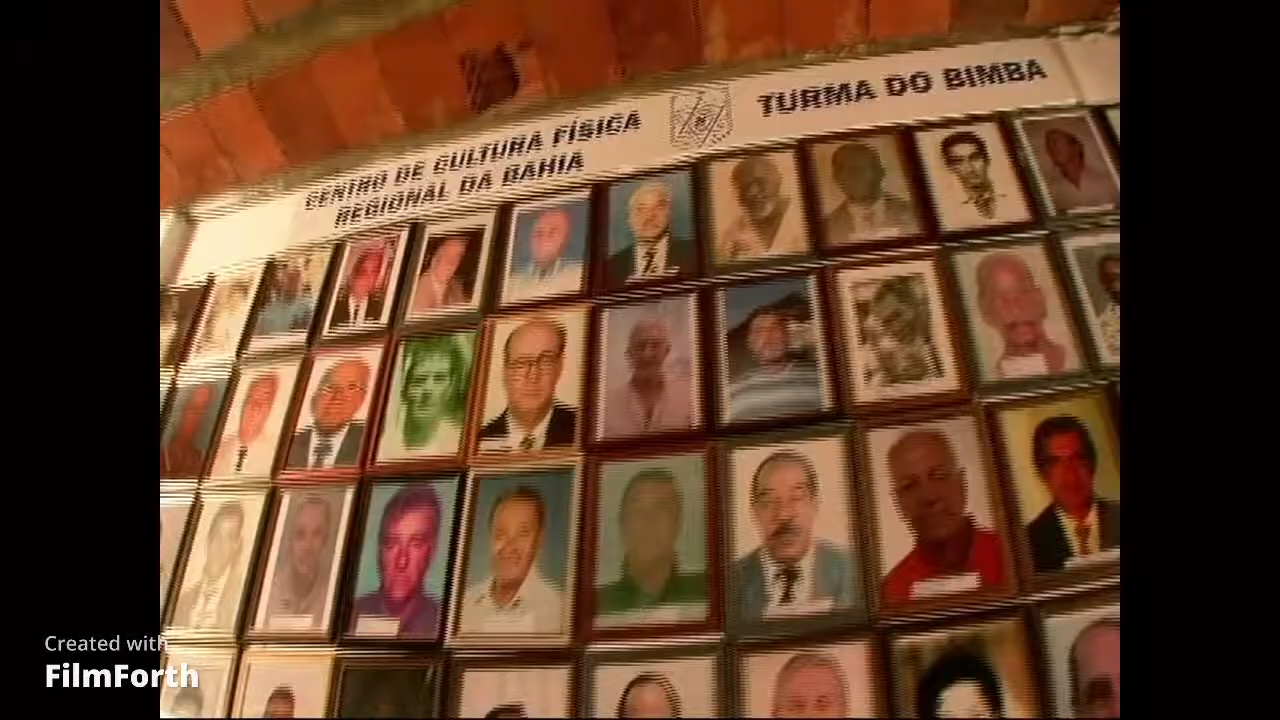 CENTRO DE CULTURA FÍSICA
REGIONAL DA BAHIA
TURMA DO BIMBA
Created with
FilmForth